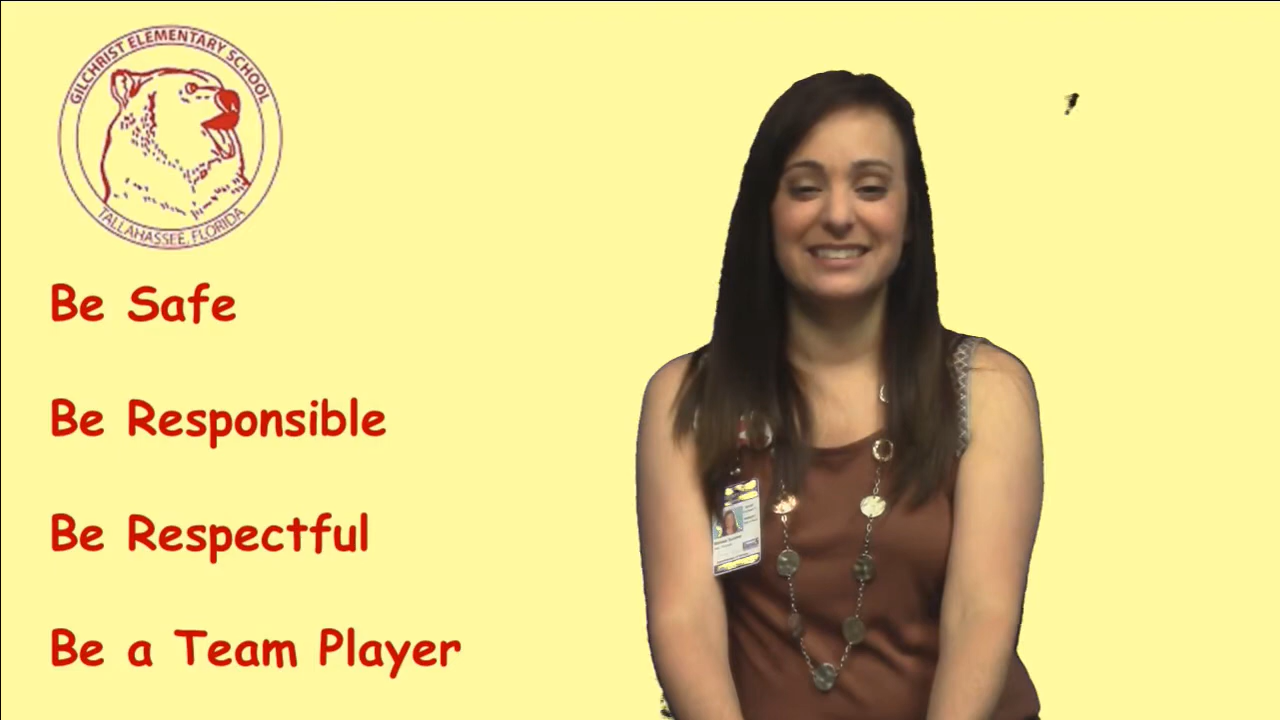 GILCHRIST ELEMENTARY SCHOOL
TALLAHASSEE, FLORIDA
Be Safe
Be Responsible
Be Respectful
Be a Team Player